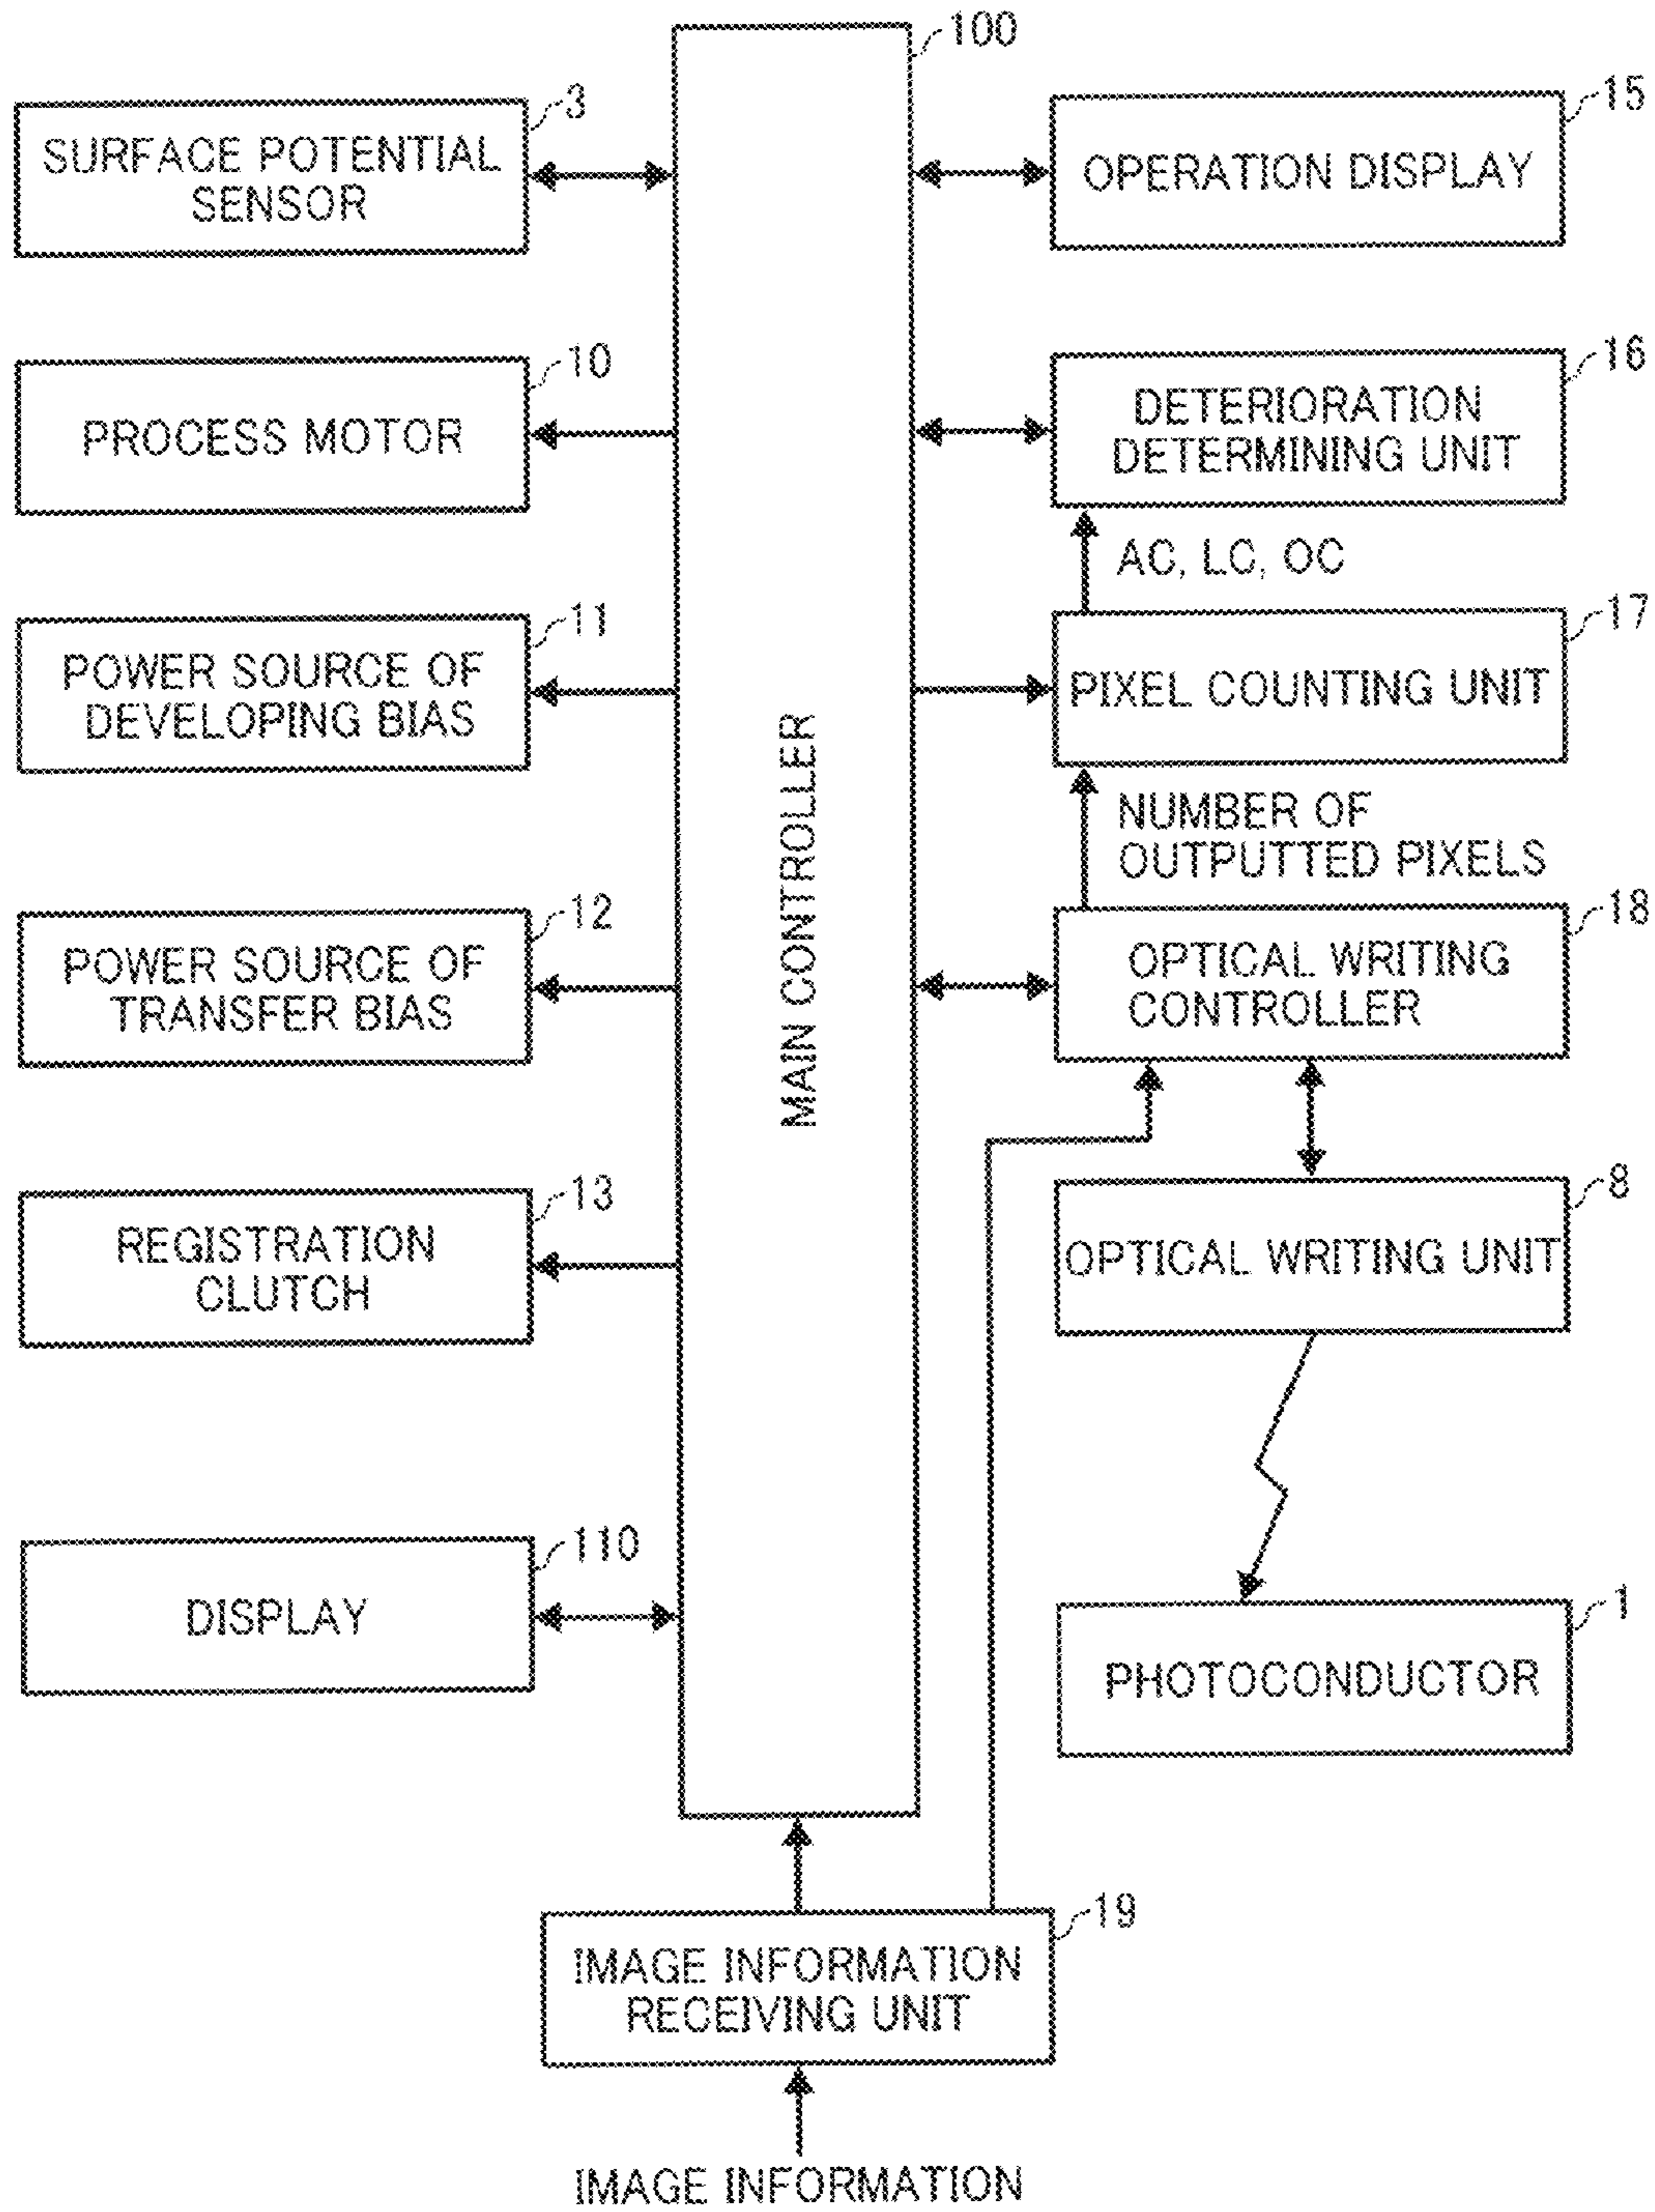 100
3
SURFACE POTENTIAL
SENSOR
15
OPERATION DISPLAY
10
PROCESS MOTOR
16
DETERIORATION
DETERMINING UNIT
AC, LC, OC
11
POWER SOURCE OF
DEVELOPING BIAS
17
PIXEL COUNTING UNIT
MAIN CONTROLLER
NUMBER OF
OUTPUTTED PIXELS
12
POWER SOURCE OF
TRANSFER BIAS
18
OPTICAL WRITING
CONTROLLER
13
REGISTRATION
CLUTCH
8
OPTICAL WRITING UNIT
110
DISPLAY
1
PHOTOCONDUCTOR
19
IMAGE INFORMATION
RECEIVING UNIT
IMAGE INFORMATION